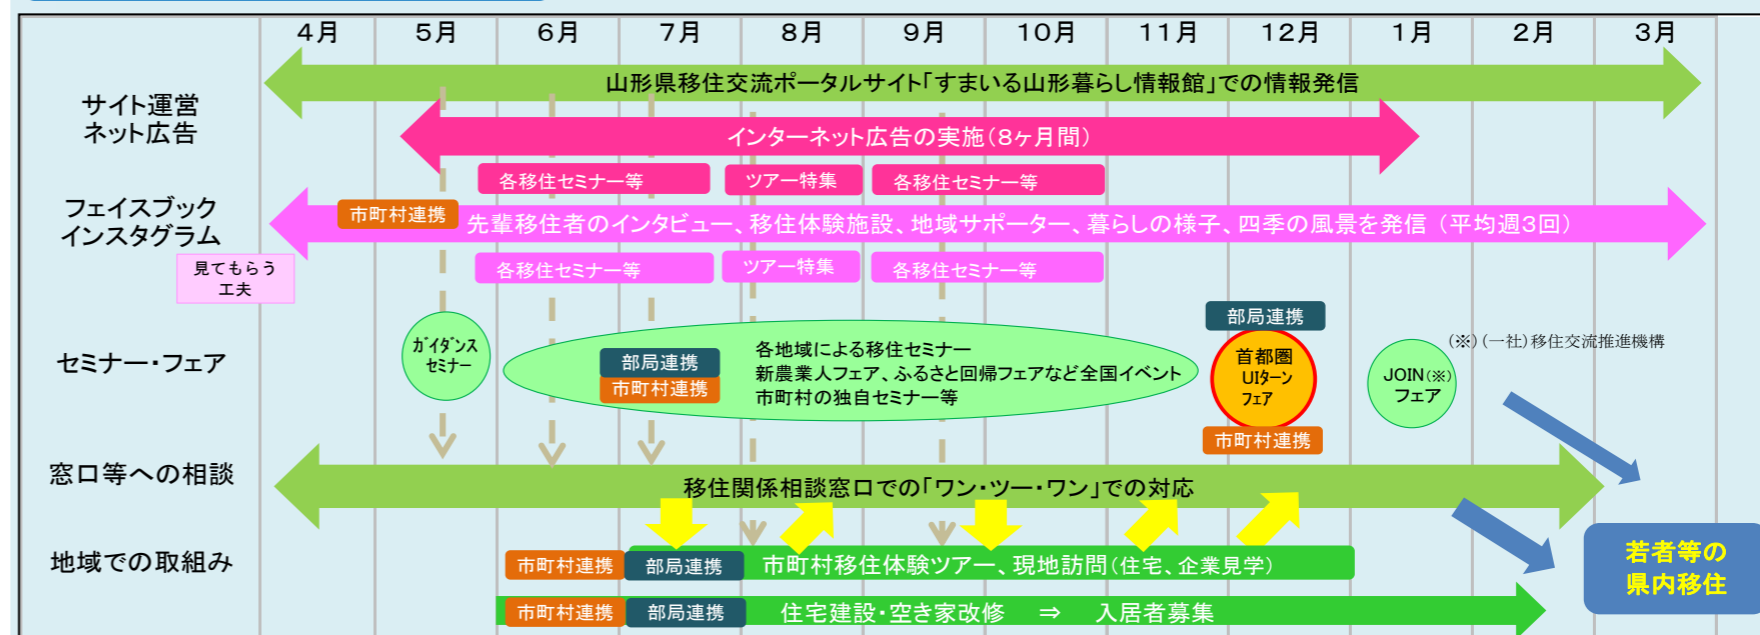 ４月 ５月 ６月 ７月 ８月 ９月 １０月 １１月 １２月 １月 ２月 ３月
サイト運営
ネット広告
山形県移住交流ポータルサイト「すまいる山形暮らし情報館」での情報発信
インターネット広告の実施（８ヶ月間）
各移住セミナー等 ツアー特集 各移住セミナー等
フェイスブック
インスタグラム
市町村連携
先輩移住者のインタビュー、移住体験施設、地域サポーター、暮らしの様子、四季の風景を発信（平均週３回）
見てもらう
工夫
各移住セミナー等 ツアー特集 各移住セミナー等
セミナー・フェア
ｶﾞｲﾀﾞﾝｽ
ｾﾐﾅｰ
部局連携
市町村連携
各地域による移住セミナー
新農業人フェア、ふるさと回帰フェアなど全国イベント
市町村の独自セミナー等
部局連携
首都圏
UIﾀｰﾝ
ﾌｪｱ
市町村連携
JOIN(※)
フェア
（※）（一社）移住交流推進機構
窓口等への相談
移住関係相談窓口での「ワン・ツー・ワン」での対応
地域での取組み
市町村連携 部局連携 市町村移住体験ツアー、現地訪問（住宅、企業見学）
市町村連携 部局連携 住宅建設・空き家改修 ⇒ 入居者募集
若者等の
県内移住